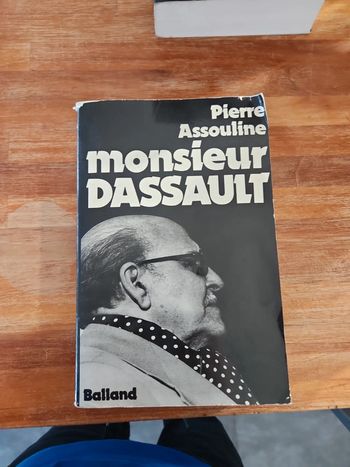 Pierre
Assouline
monsieur
DASSAULT
Balland